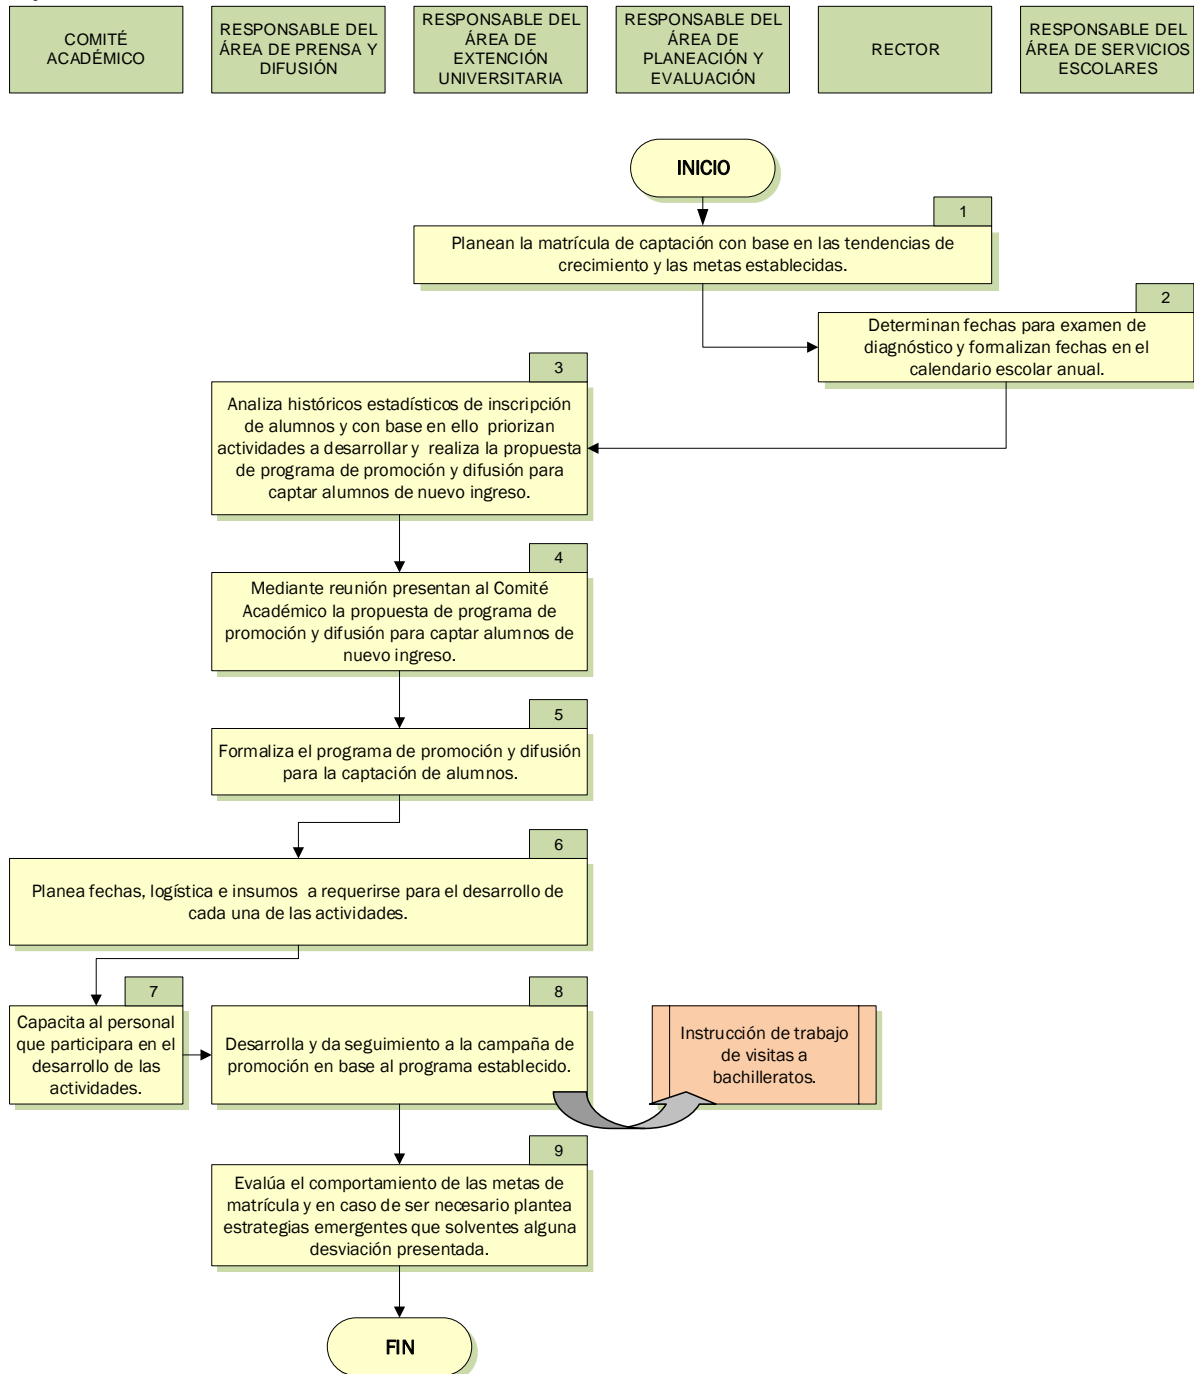 COMITÉ
ACADÉMICO
RESPONSABLE DEL
ÁREA DE PRENSA Y
DIFUSIÓN
RESPONSABLE DEL
ÁREA DE
EXTENCIÓN
UNIVERSITARIA
RESPONSABLE DEL
ÁREA DE
PLANEACIÓN Y
EVALUACIÓN
RECTOR
RESPONSABLE DEL
ÁREA DE SERVICIOS
ESCOLARES
INICIO
1
Planean la matrícula de captación con base en las tendencias de
crecimiento y las metas establecidas.
2
Determinan fechas para examen de
diagnóstico y formalizan fechas en el
calendario escolar anual.
3
Analiza históricos estadísticos de inscripción
de alumnos y con base en ello priorizan
actividades a desarrollar y realiza la propuesta
de programa de promoción y difusión para
captar alumnos de nuevo ingreso.
4
Mediante reunión presentan al Comité
Académico la propuesta de programa de
promoción y difusión para captar alumnos de
nuevo ingreso.
5
Formaliza el programa de promoción y difusión
para la captación de alumnos.
6
Planea fechas, logística e insumos a requerirse para el desarrollo de
cada una de las actividades.
7
Capacita al personal
que participara en el
desarrollo de las
actividades.
8
Desarrolla y da seguimiento a la campaña de
promoción en base al programa establecido.
Instrucción de trabajo
de visitas a
bachilleratos.
9
Evalúa el comportamiento de las metas de
matrícula y en caso de ser necesario plantea
estrategias emergentes que solventes alguna
desviación presentada.
FIN